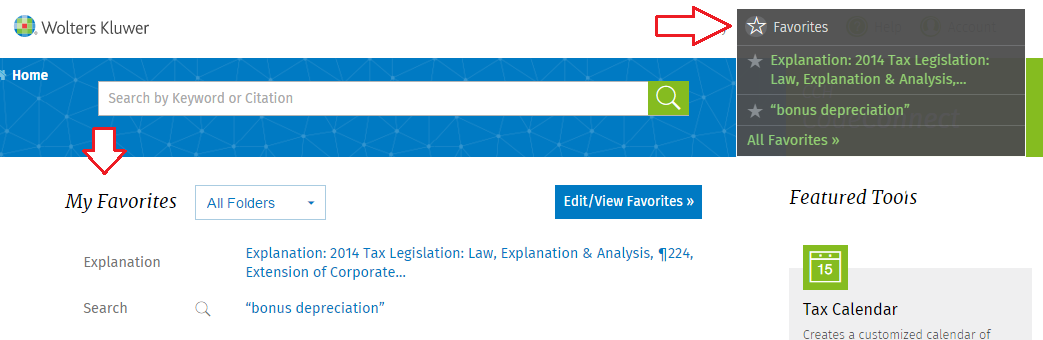 Wolters Kluwer
Favorites
Explanation: 2014 Tax Legislation:
Law, Explanation & Analysis,...
“bonus depreciation”
All Favorites »
Home
Search by Keyword or Citation
My Favorites
All Folders
Edit/View Favorites »
Explanation
Explanation: 2014 Tax Legislation: Law, Explanation & Analysis, ¶224,
Extension of Corporate...
Search
“bonus depreciation”
Featured Tools
15
Tax Calendar
Creates a customized calendar of